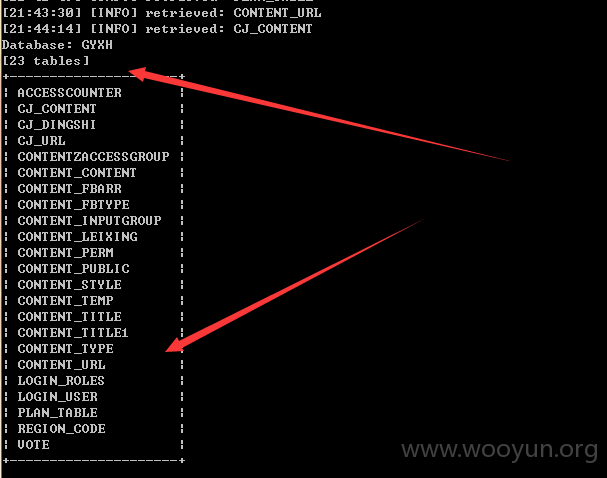 [21:43:30] [INFO] retrieved: CONTENT_URL
[21:44:14] [INFO] retrieved: CJ_CONTENT
Database: GYXH
[23 tables]
+---------------------+
| ACCESSCOUNTER |
| CJ_CONTENT |
| CJ_DINGSHI |
| CJ_URL |
| CONTENTZACCESSGROUP |
| CONTENT_CONTENT |
| CONTENT_FBARR |
| CONTENT_FBTYPE |
| CONTENT_INPUTGROUP |
| CONTENT_LEIXING |
| CONTENT_PERM |
| CONTENT_PUBLIC |
| CONTENT_STYLE |
| CONTENT_TEMP |
| CONTENT_TITLE |
| CONTENT_TITLE1 |
| CONTENT_TYPE |
| CONTENT_URL |
| LOGIN_ROLES |
| LOGIN_USER |
| PLAN_TABLE |
| REGION_CODE |
| VOTE |
+---------------------+
www.wooyun.org